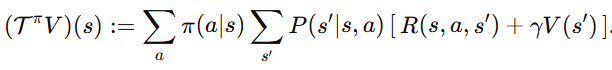 (𝒯^π V)(s) := ∑_a π(a|s) ∑_{s′} P(s′|s, a) [ R(s, a, s′) + γV(s′) ].